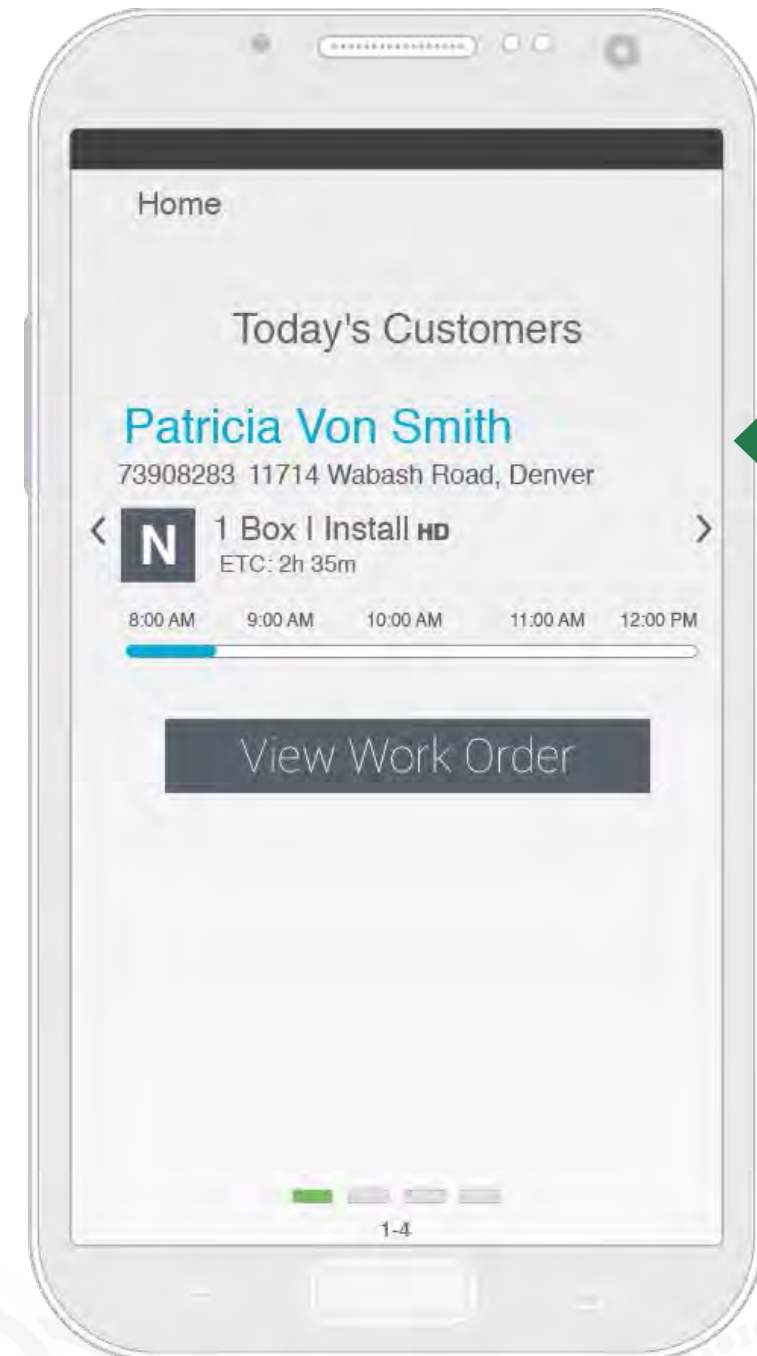 Home
Today's Customers
Patricia Von Smith
73908283 11714 Wabash Road, Denver
N
1 Box I Install HD
ETC: 2h 35m
8:00 AM 9:00 AM 10:00 AM 11:00 AM 12:00 PM
View Work Order
1-4